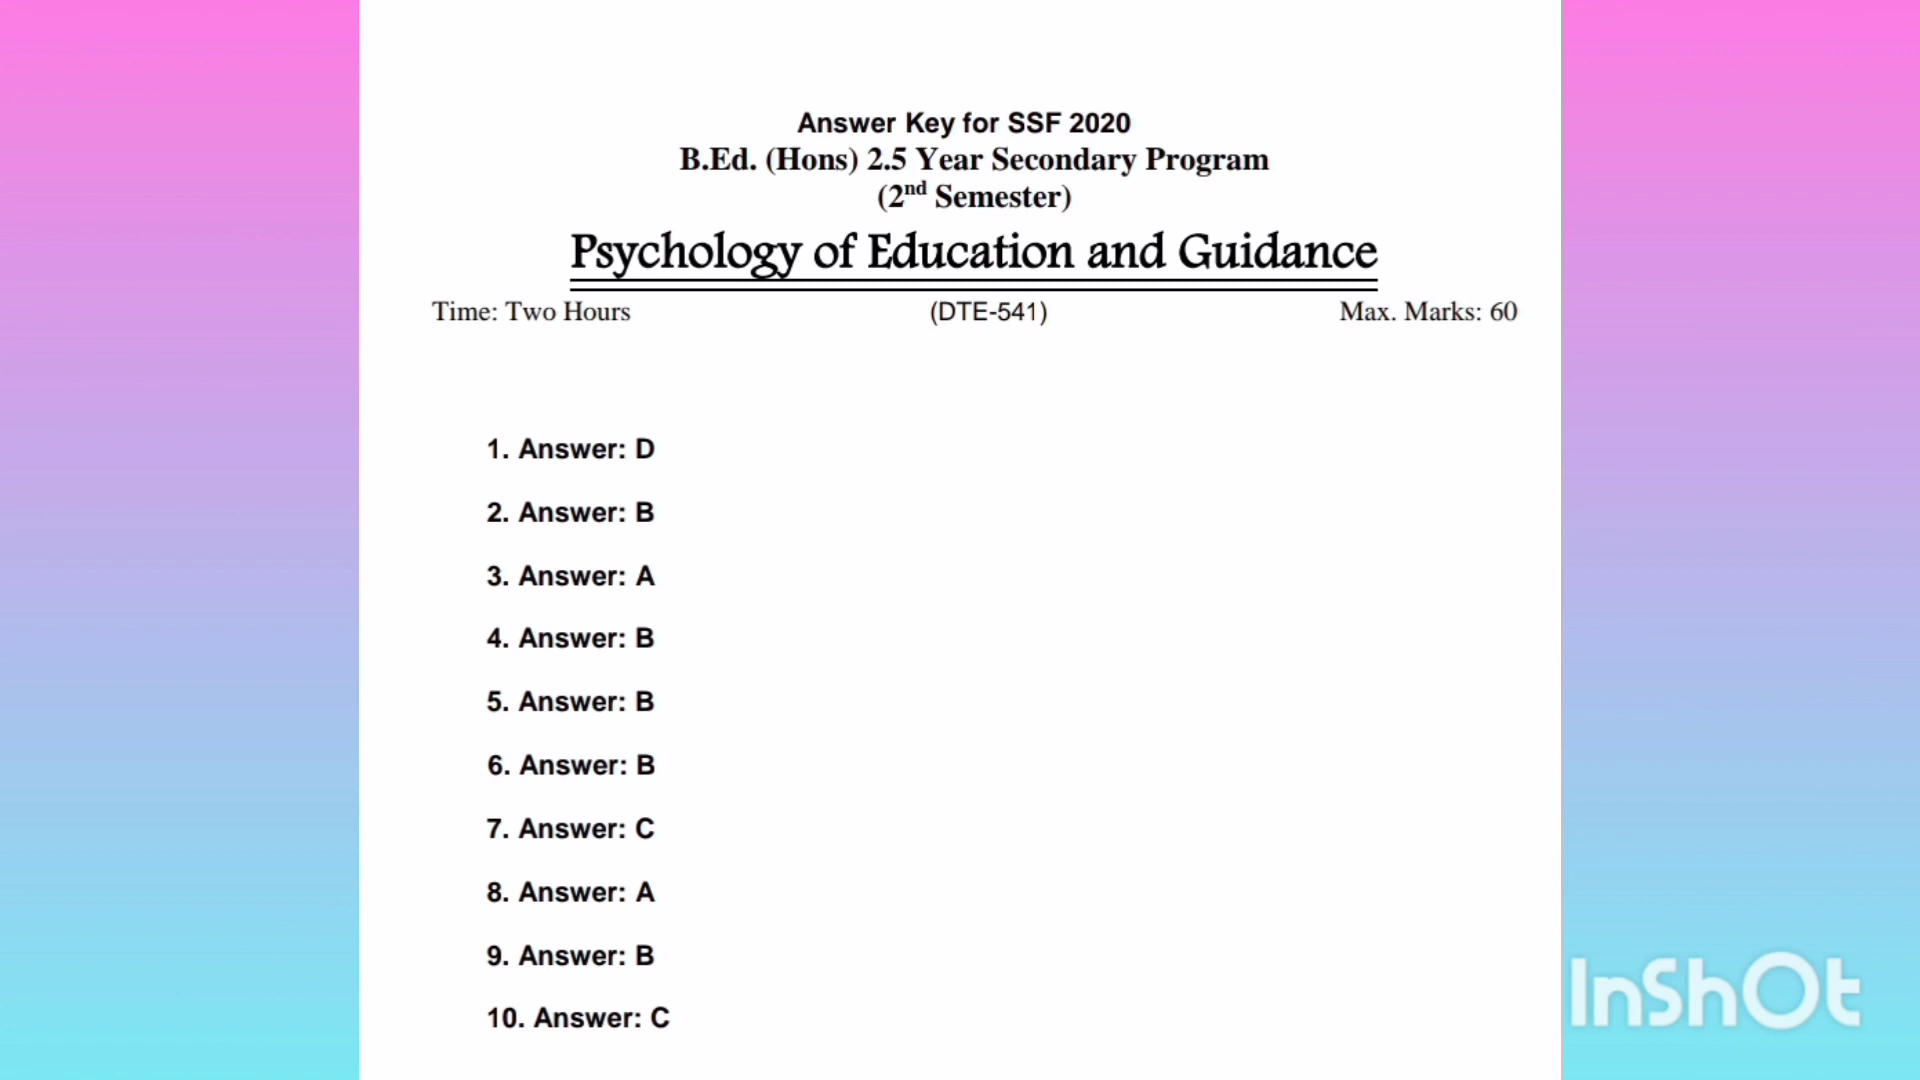 Answer Key for SSF 2020
B.Ed. (Hons) 2.5 Year Secondary Program
(2nd Semester)
Psychology of Education and Guidance
Time: Two Hours (DTE-541) Max. Marks: 60
1. Answer: D
2. Answer: B
3. Answer: A
4. Answer: B
5. Answer: B
6. Answer: B
7. Answer: C
8. Answer: A
9. Answer: B
10. Answer: C
InShOt